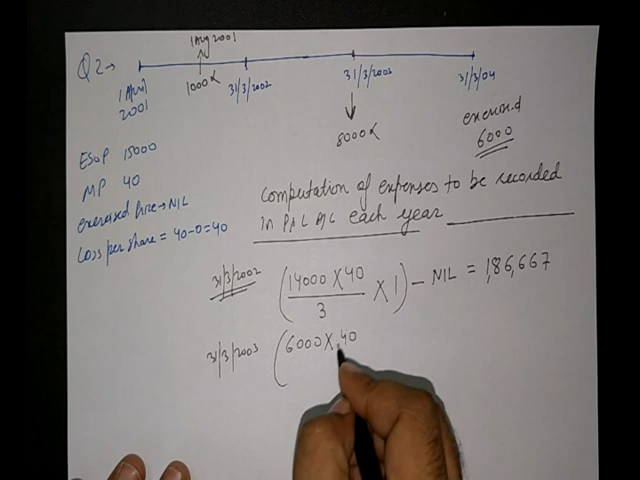 Q2→
1 Aug 2001
1 April
2001
1000 L
31/3/2002
31/3/2003
31/3/04
8000 L
exercised
6000
ESOP 15000
MP 40
exercised price → NIL
Loss per share = 40-0=40
Computation of expenses to be recorded
in P&L A/C each year
31/3/2002 (14000 X 40 / 3 X 1) - NIL = 1,86,667
31/3/2003 (6000 X 40